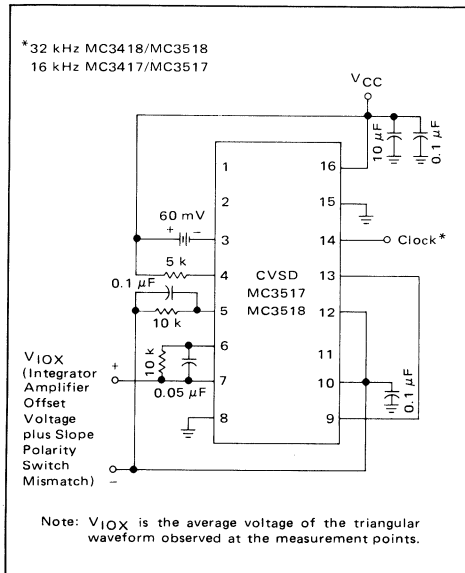 *32 kHz MC3418/MC3518
16 kHz MC3417/MC3517
VCC
10 µF
0.1 µF
1
16
2
15
60 mV
+ −
3
14
Clock*
5 k
4
CVSD
13
0.1 µF
MC3517
5
MC3518
12
10 k
6
11
10 k
VIOX
+
(Integrator
Amplifier
Offset
Voltage
plus Slope
Polarity
Switch
Mismatch)
−
0.05 µF
7
10
0.1 µF
8
9
Note: VIOX is the average voltage of the triangular
waveform observed at the measurement points.